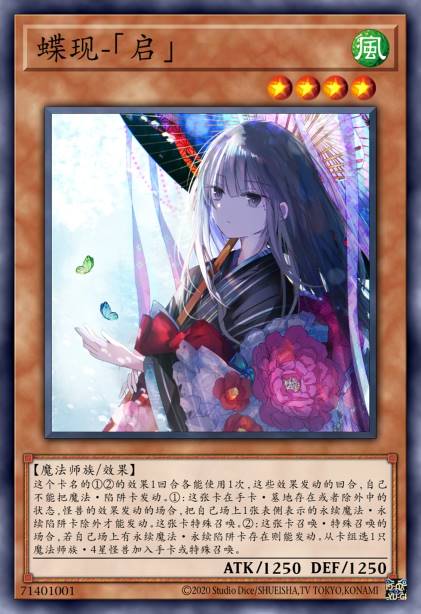 蝶现-「启」
風
【魔法师族/效果】
这个卡名的①②的效果1回合各能使用1次,这些效果发动的回合,自己
不能把魔法·陷阱卡发动。①:这张卡在手卡·墓地存在或者除外中的
状态,怪兽的效果发动的场合,把自己场上1张表侧表示的永续魔法·永
续陷阱卡除外才能发动。这张卡特殊召唤。②:这张卡召唤·特殊召唤的
场合,若自己场上有永续魔法·永续陷阱卡存在则能发动。从卡组选1只
魔法师族·4星怪兽加入手卡或特殊召唤。
ATK/1250 DEF/1250
71401001 ©2020 Studio Dice/SHUEISHA,TV TOKYO,KONAMI